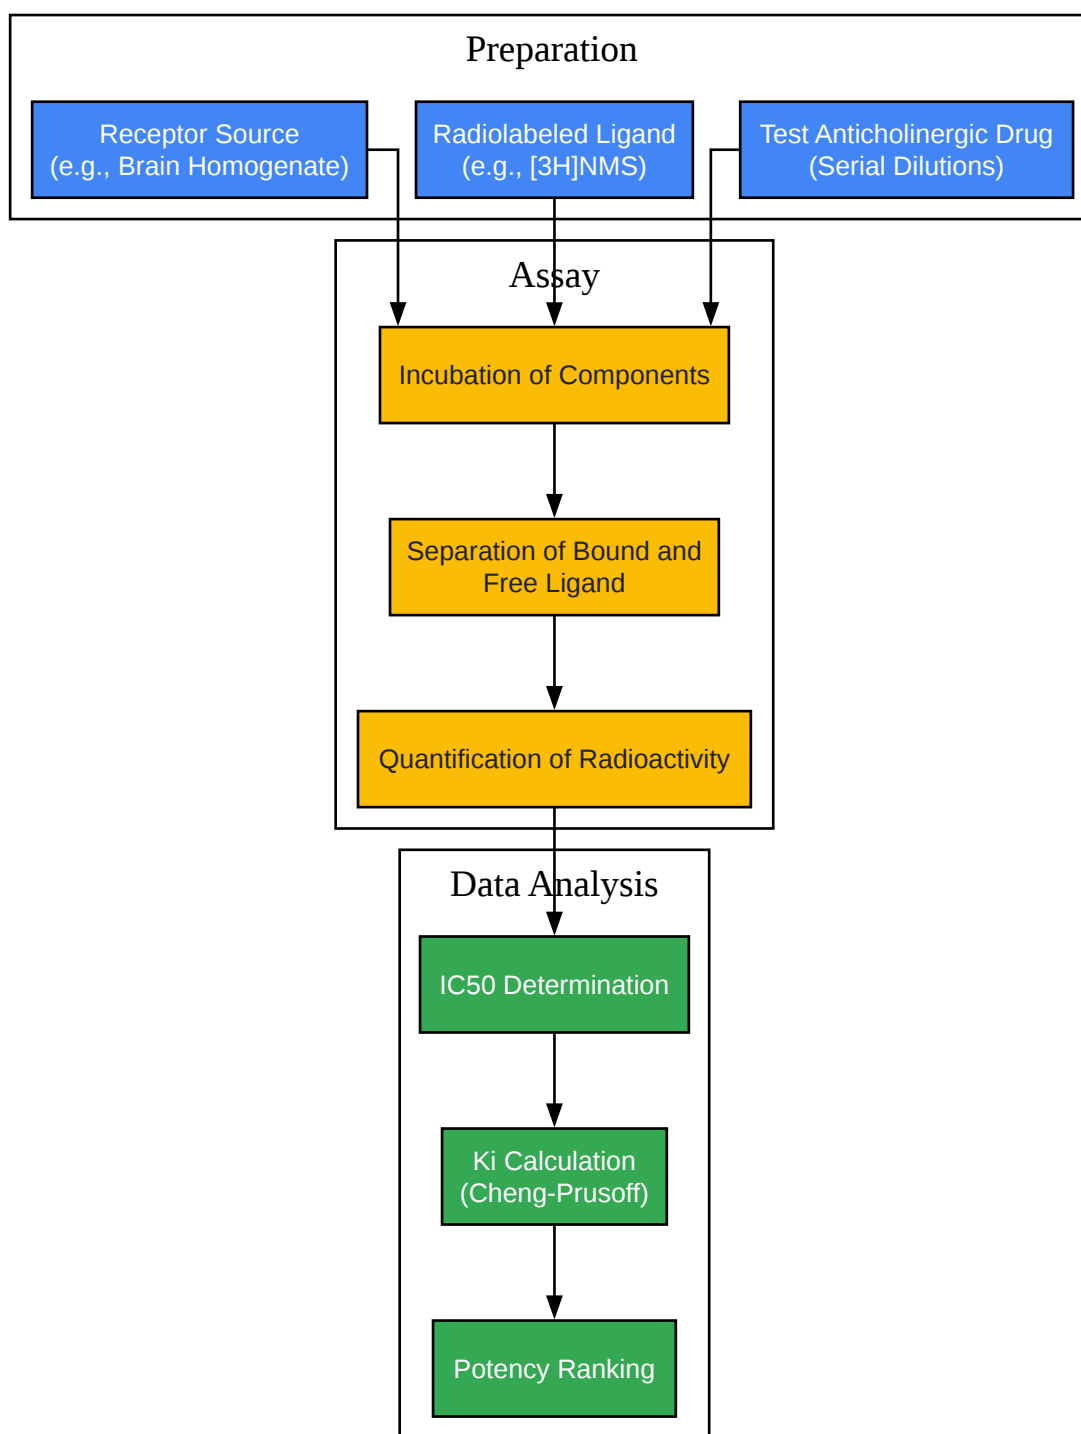 Preparation
Receptor Source
(e.g., Brain Homogenate)
Radiolabeled Ligand
(e.g., [3H]NMS)
Test Anticholinergic Drug
(Serial Dilutions)
Assay
Incubation of Components
Separation of Bound and
Free Ligand
Quantification of Radioactivity
Data Analysis
IC50 Determination
Ki Calculation
(Cheng-Prusoff)
Potency Ranking